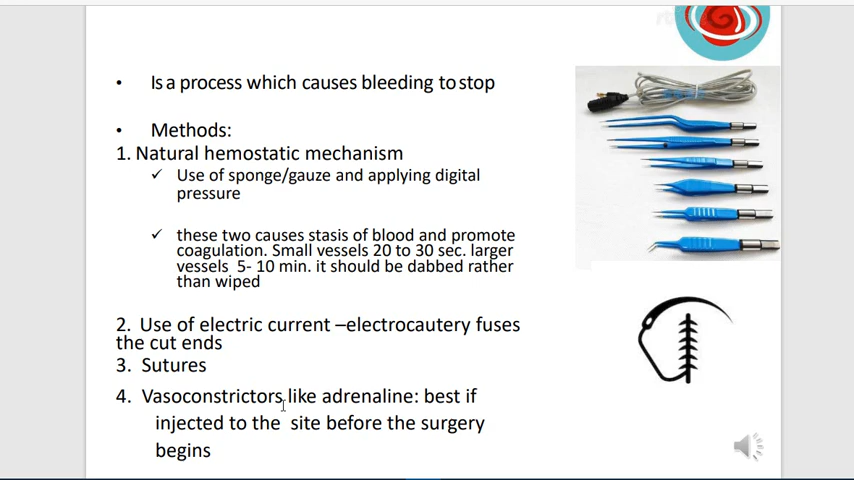 • Is a process which causes bleeding to stop
• Methods:
1. Natural hemostatic mechanism
✓ Use of sponge/gauze and applying digital
pressure
✓ these two causes stasis of blood and promote
coagulation. Small vessels 20 to 30 sec. larger
vessels 5- 10 min. it should be dabbed rather
than wiped
2. Use of electric current –electrocautery fuses
the cut ends
3. Sutures
4. Vasoconstrictors like adrenaline: best if
injected to the site before the surgery
begins